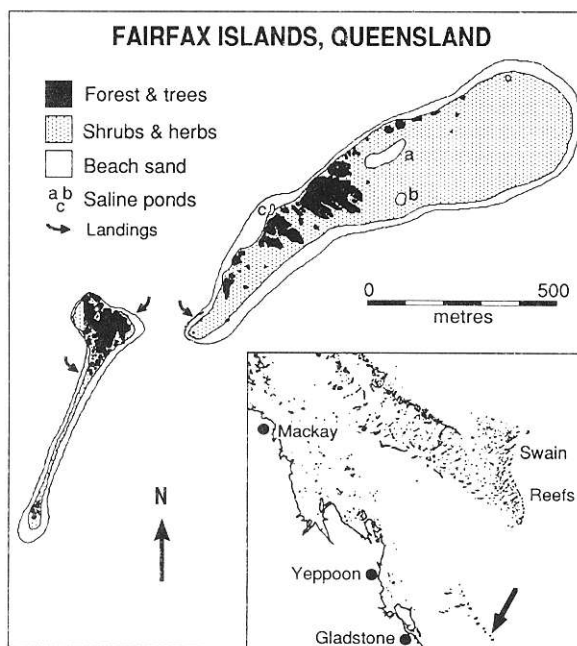 FAIRFAX ISLANDS, QUEENSLAND
Forest & trees
Shrubs & herbs
Beach sand
a b
c
Saline ponds
Landings
a
b
c
0 500
metres
N
Mackay
Swain
Reefs
Yeppoon
Gladstone